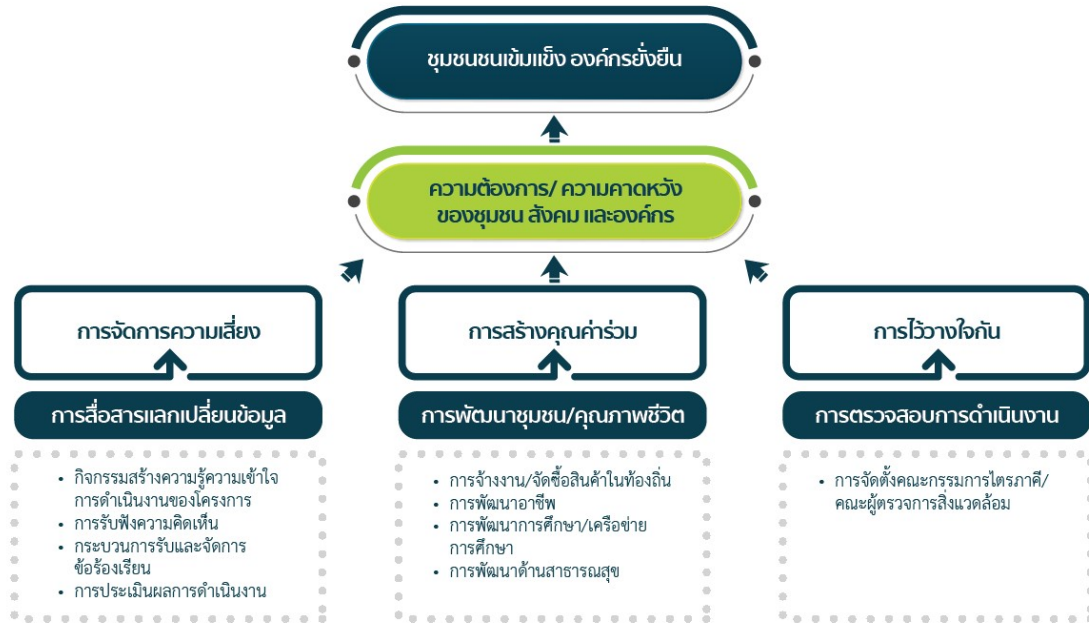 ชุมชนชนเข้มแข็ง องค์กรยั่งยืน
ความต้องการ/ ความคาดหวัง
ของชุมชน สังคม และองค์กร
การจัดการความเสี่ยง
การสื่อสารแลกเปลี่ยนข้อมูล
• กิจกรรมสร้างความรู้ความเข้าใจ
การดำเนินงานของโครงการ
• การรับฟังความคิดเห็น
• กระบวนการรับและจัดการ
ข้อร้องเรียน
• การประเมินผลการดำเนินงาน
การสร้างคุณค่าร่วม
การพัฒนาชุมชน/คุณภาพชีวิต
• การจ้างงาน/จัดซื้อสินค้าในท้องถิ่น
• การพัฒนาอาชีพ
• การพัฒนาการศึกษา/เครือข่าย
การศึกษา
• การพัฒนาด้านสาธารณสุข
การไว้วางใจกัน
การตรวจสอบการดำเนินงาน
• การจัดตั้งคณะกรรมการไตรภาคี/
คณะผู้ตรวจการสิ่งแวดล้อม